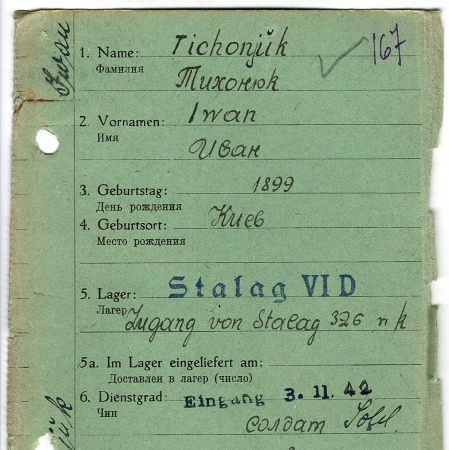 Iwan
1. Name: Tichonjuk 167
Фамилия
Тихонюк
2. Vornamen: Iwan
Имя
Иван
3. Geburtstag: 1899
День рождения
4. Geburtsort: Киев
Место рождения
5. Lager: Stalag VI D
Лагерь
Zugang von Stalag 326 n k
5a. Im Lager eingeliefert am:
Доставлен в лагер (число)
6. Dienstgrad: Eingang 3. 11. 42
Чин
солдат Sold.